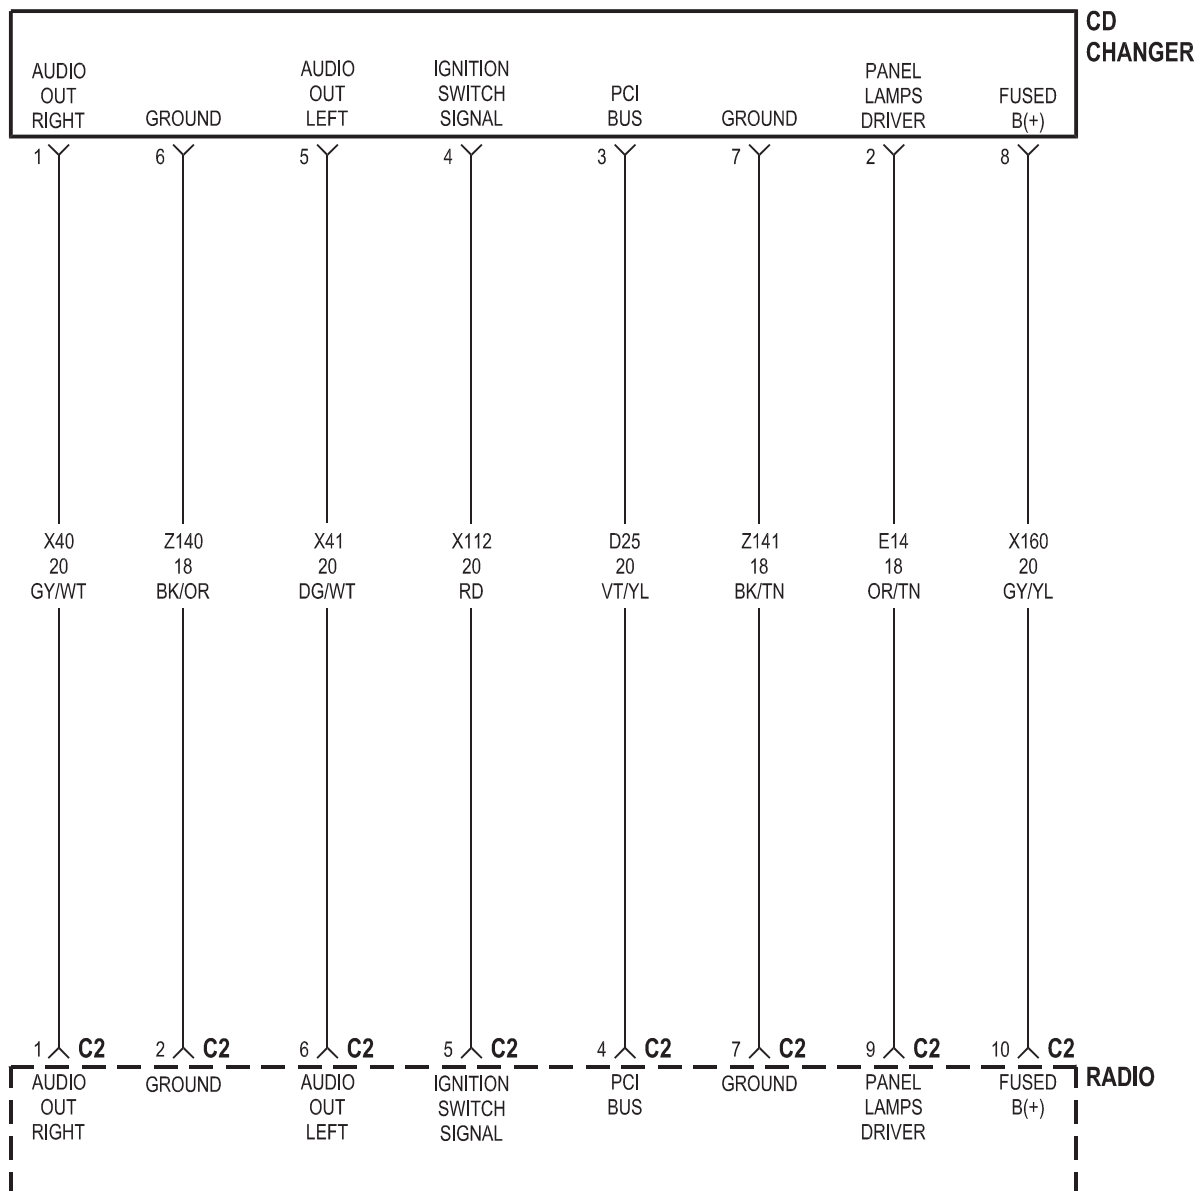 CD
CHANGER
AUDIO
OUT
RIGHT
GROUND
AUDIO
OUT
LEFT
IGNITION
SWITCH
SIGNAL
PCI
BUS
GROUND
PANEL
LAMPS
DRIVER
FUSED
B(+)
1
6
5
4
3
7
2
8
X40
20
GY/WT
Z140
18
BK/OR
X41
20
DG/WT
X112
20
RD
D25
20
VT/YL
Z141
18
BK/TN
E14
18
OR/TN
X160
20
GY/YL
1 C2
2 C2
6 C2
5 C2
4 C2
7 C2
9 C2
10 C2
RADIO
AUDIO
OUT
RIGHT
GROUND
AUDIO
OUT
LEFT
IGNITION
SWITCH
SIGNAL
PCI
BUS
GROUND
PANEL
LAMPS
DRIVER
FUSED
B(+)